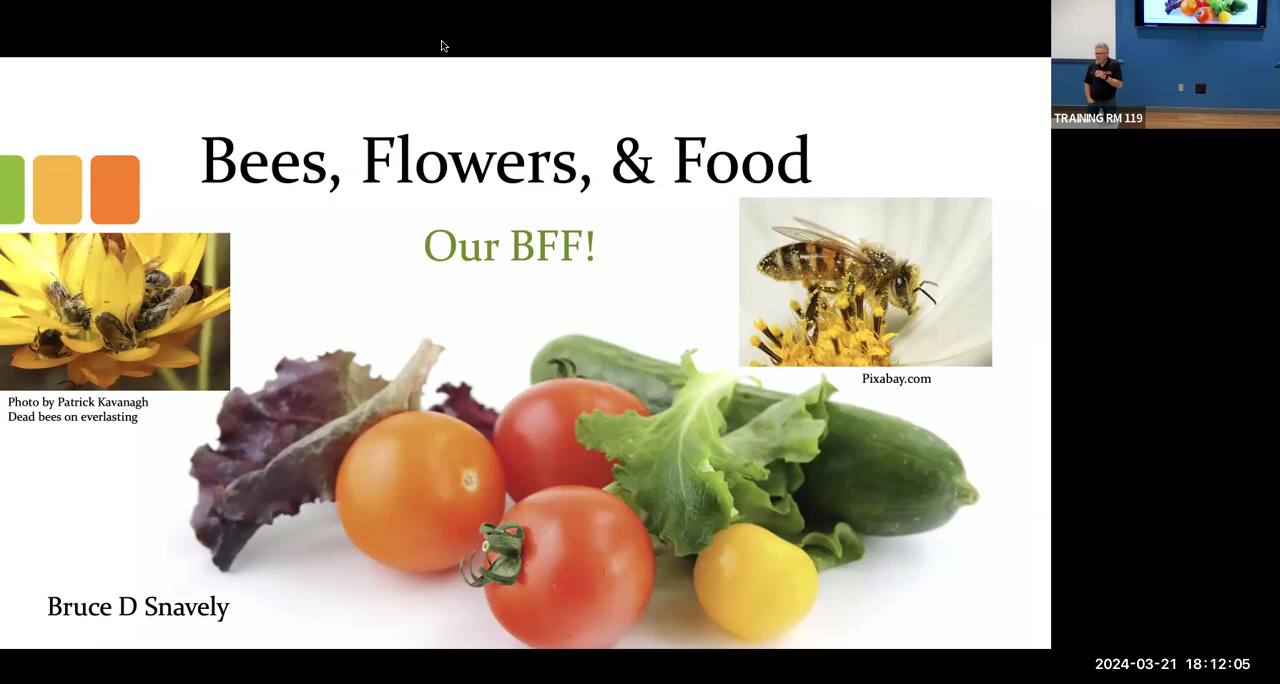 Bees, Flowers, & Food
Our BFF!
Photo by Patrick Kavanagh
Dead bees on everlasting
Pixabay.com
Bruce D Snavely
TRAINING RM 119
2024-03-21 18:12:05